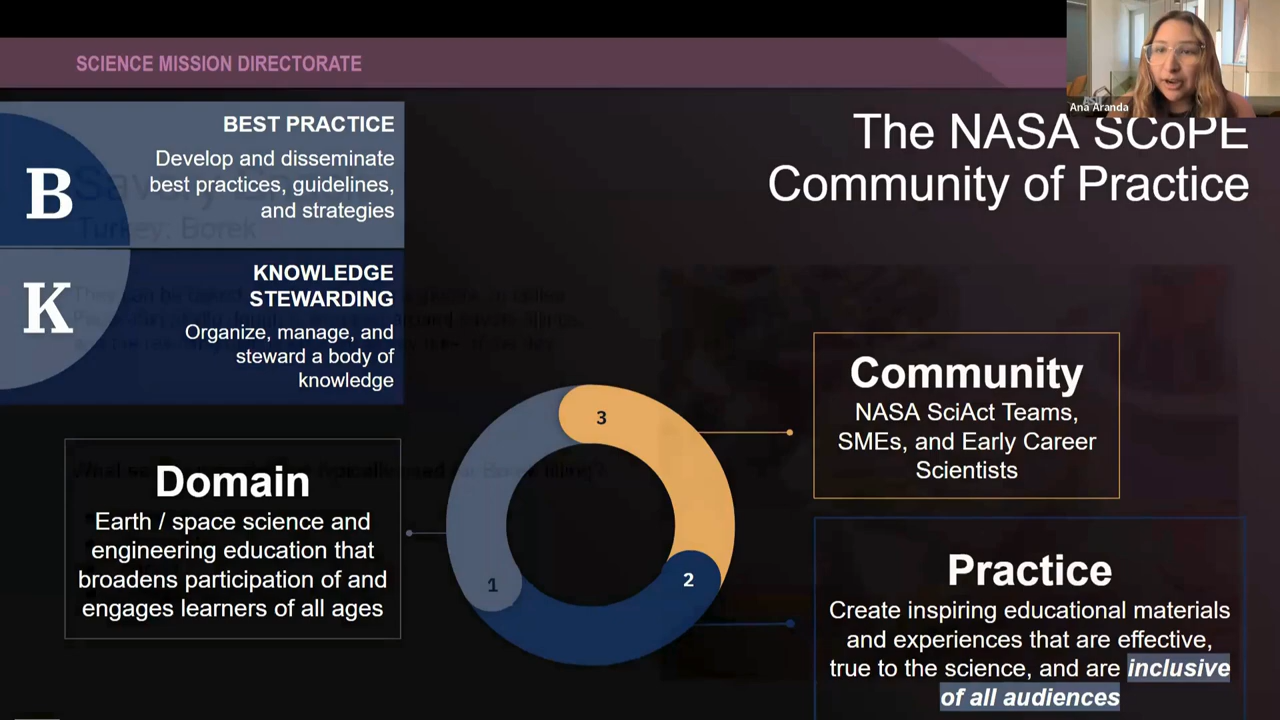 SCIENCE MISSION DIRECTORATE
Ana Aranda
The NASA SCoPE
Community of Practice
B
BEST PRACTICE
Develop and disseminate
best practices, guidelines,
and strategies
Turkey: Borek
K
KNOWLEDGE
STEWARDING
Organize, manage, and
steward a body of
knowledge
Domain
Earth / space science and
engineering education that
broadens participation of and
engages learners of all ages
3
1
2
Community
NASA SciAct Teams,
SMEs, and Early Career
Scientists
Practice
Create inspiring educational materials
and experiences that are effective,
true to the science, and are inclusive
of all audiences